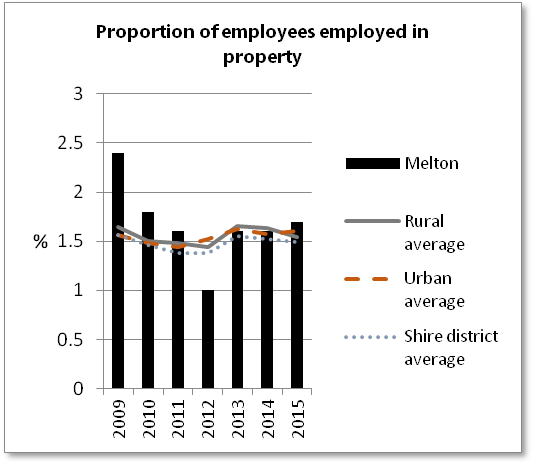 Proportion of employees employed in
property
3
2.5
2
1.5
1
0.5
0
%
2009
2010
2011
2012
2013
2014
2015
Melton
Rural
average
Urban
average
Shire district
average